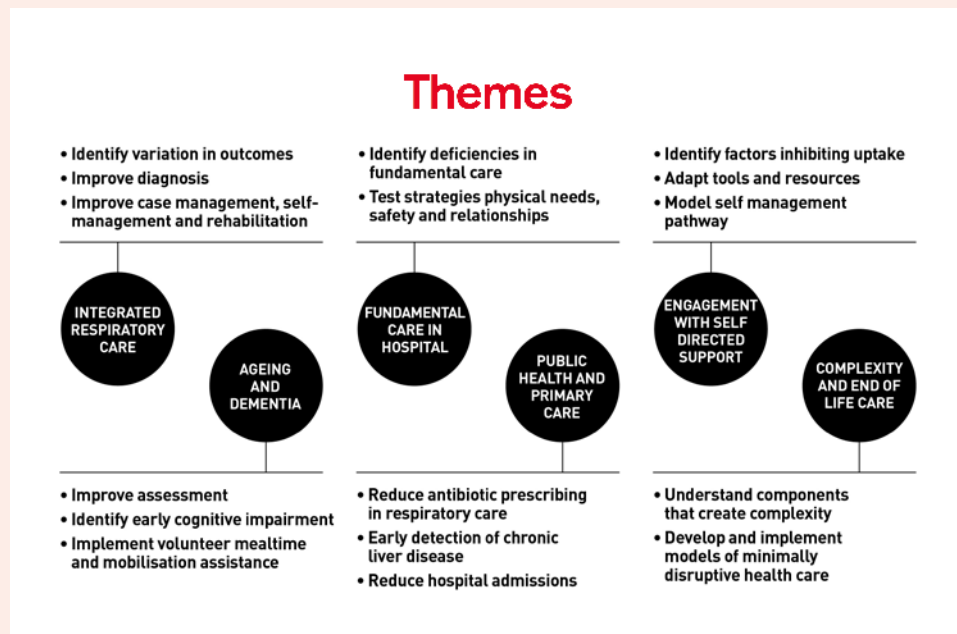 Themes
• Identify variation in outcomes
• Improve diagnosis
• Improve case management, self-
management and rehabilitation
• Identify deficiencies in
fundamental care
• Test strategies physical needs,
safety and relationships
• Identify factors inhibiting uptake
• Adapt tools and resources
• Model self management
pathway
INTEGRATED
RESPIRATORY
CARE
AGEING
AND
DEMENTIA
FUNDAMENTAL
CARE IN
HOSPITAL
PUBLIC
HEALTH AND
PRIMARY
CARE
ENGAGEMENT
WITH SELF
DIRECTED
SUPPORT
COMPLEXITY
AND END OF
LIFE CARE
• Improve assessment
• Identify early cognitive impairment
• Implement volunteer mealtime
and mobilisation assistance
• Reduce antibiotic prescribing
in respiratory care
• Early detection of chronic
liver disease
• Reduce hospital admissions
• Understand components
that create complexity
• Develop and implement
models of minimally
disruptive health care